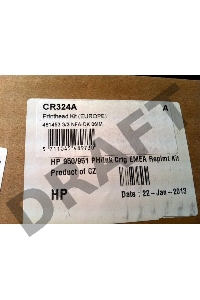 CR324A
A
Printhead Kit (EUROPE)
HP 950/951 PHdab Orig EMEA Replmt Kit
Product of CZ
HP
Date : 22-Jan-2013
DRAFT